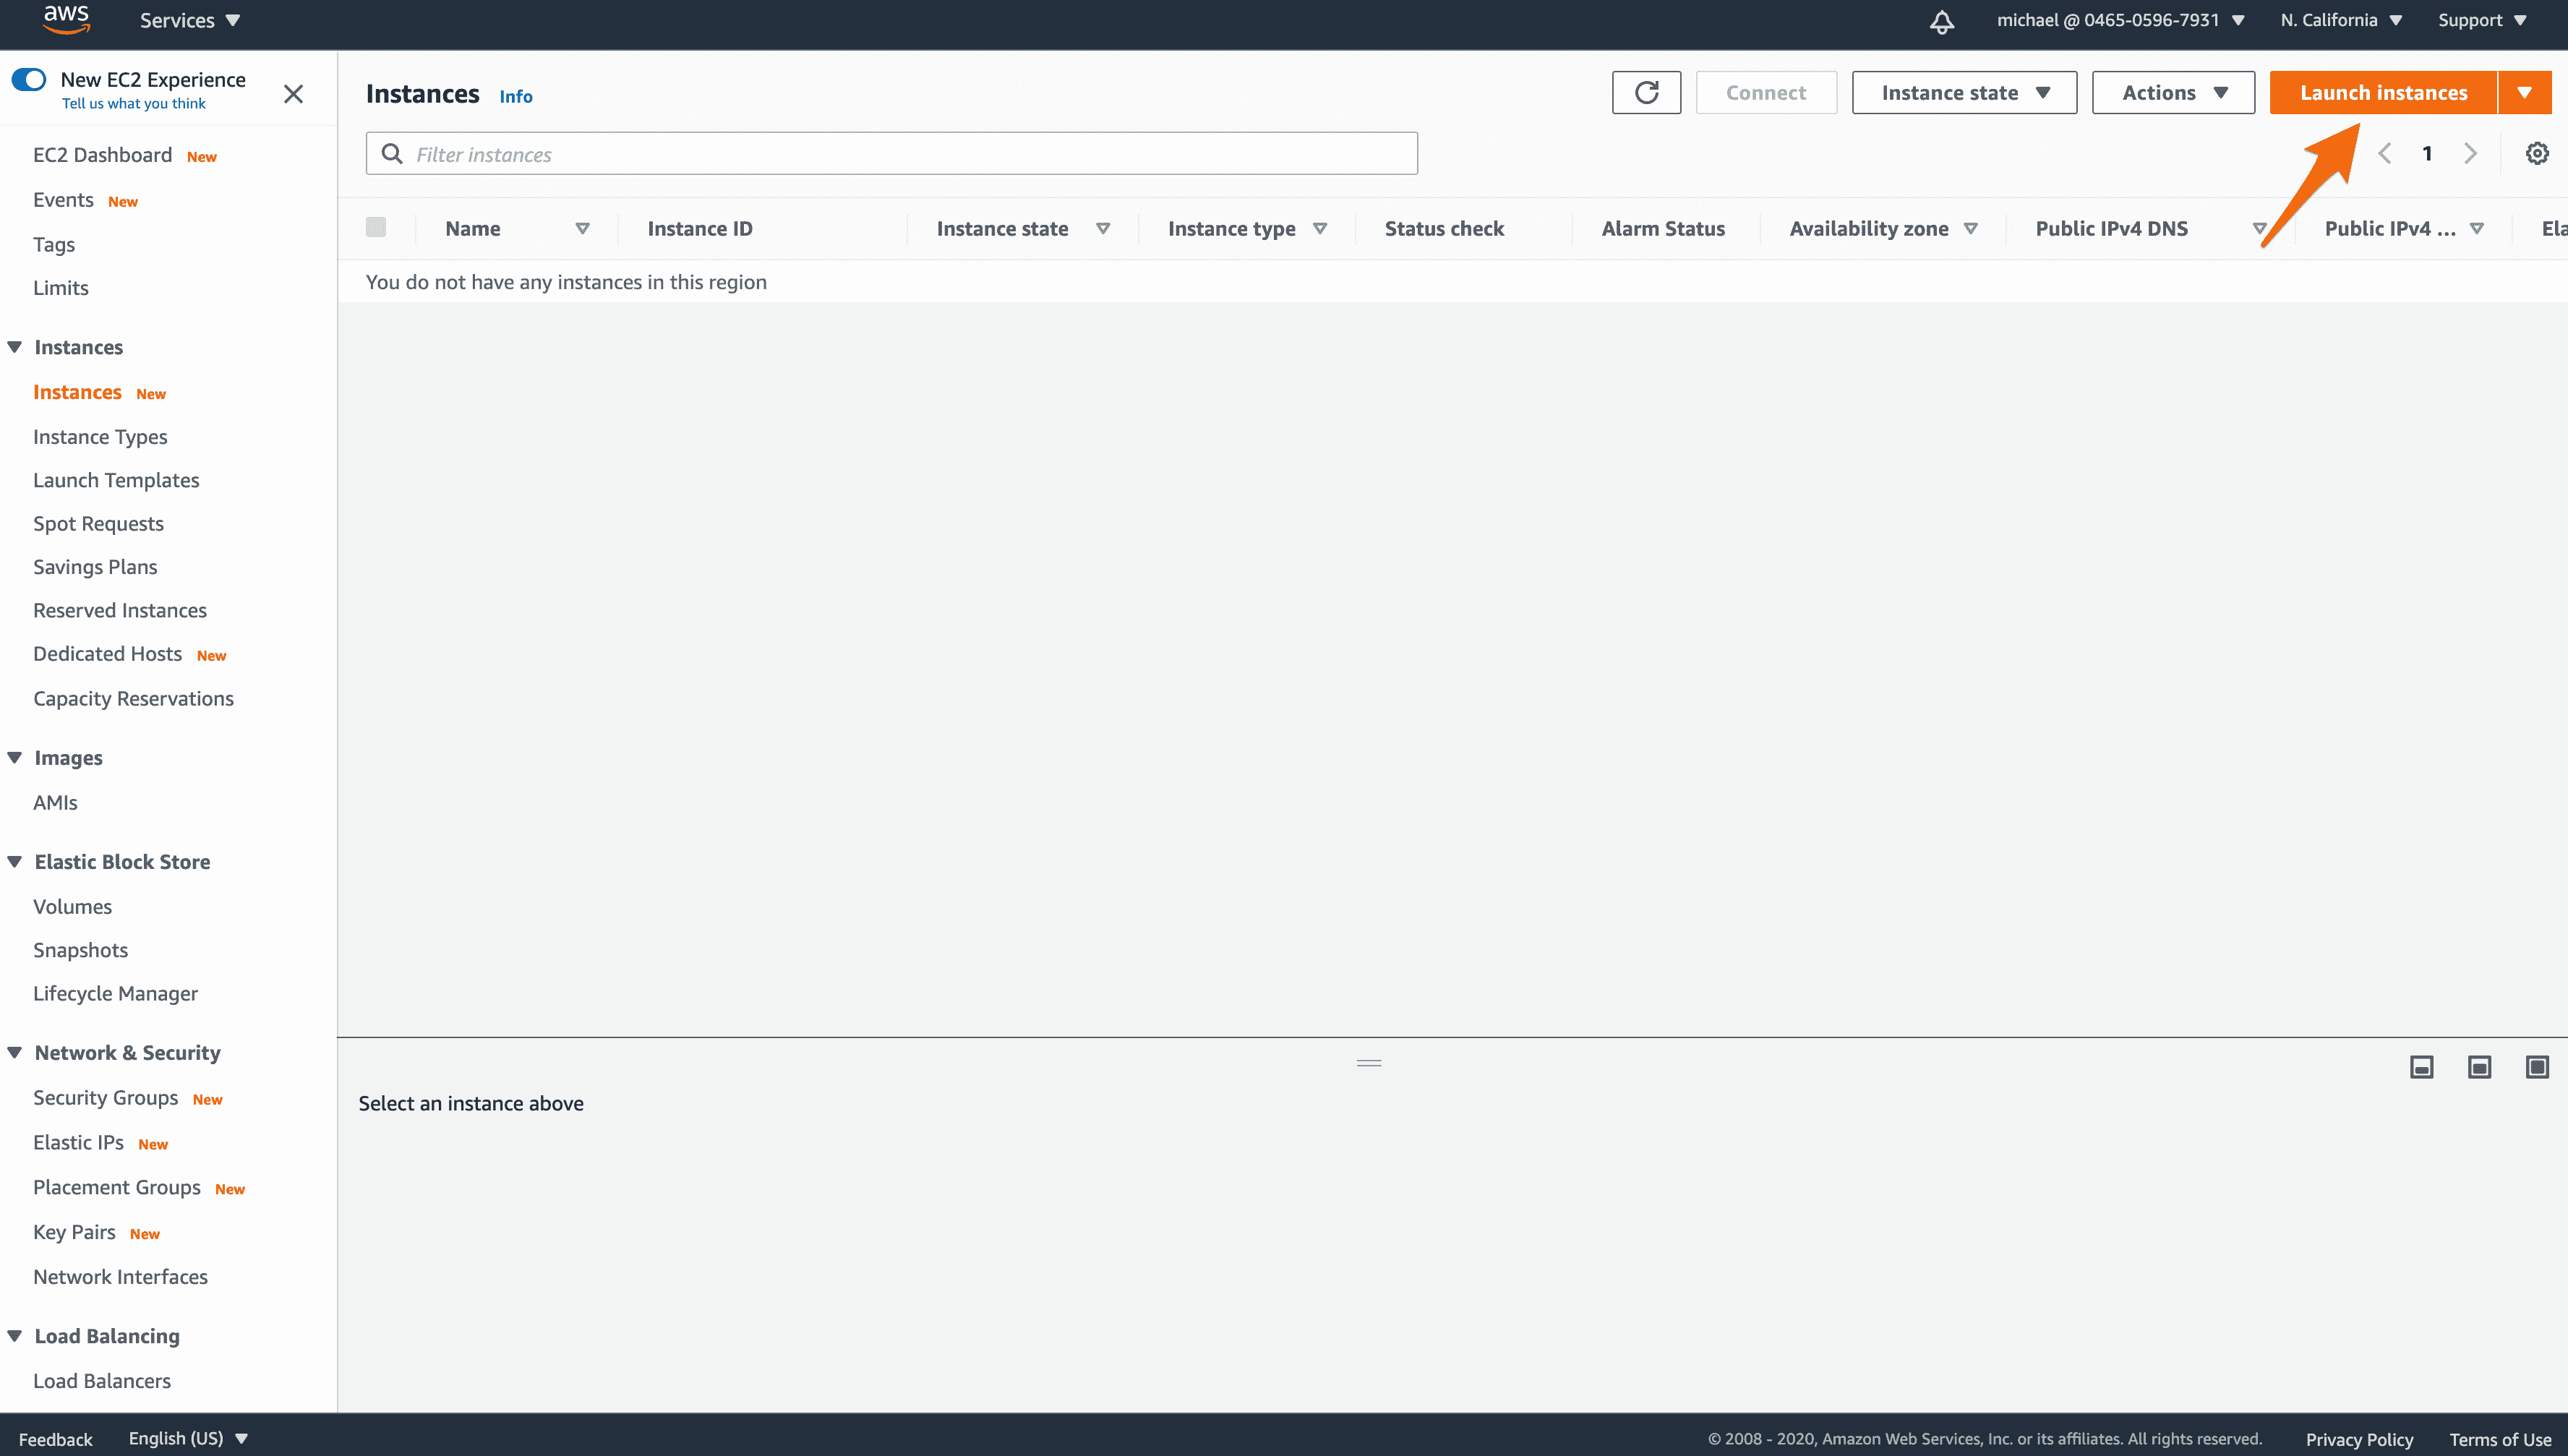 aws Services michael @ 0465-0596-7931 N. California Support
New EC2 Experience
Tell us what you think
EC2 Dashboard New
Events New
Tags
Limits
Instances
Instances New
Instance Types
Launch Templates
Spot Requests
Savings Plans
Reserved Instances
Dedicated Hosts New
Capacity Reservations
Images
AMIs
Elastic Block Store
Volumes
Snapshots
Lifecycle Manager
Network & Security
Security Groups New
Elastic IPs New
Placement Groups New
Key Pairs New
Network Interfaces
Load Balancing
Load Balancers
Instances Info Connect Instance state Actions Launch instances
Filter instances 1
Name Instance ID Instance state Instance type Status check Alarm Status Availability zone Public IPv4 DNS Public IPv4 ... Ela
You do not have any instances in this region
Select an instance above
Feedback English (US) © 2008 - 2020, Amazon Web Services, Inc. or its affiliates. All rights reserved. Privacy Policy Terms of Use